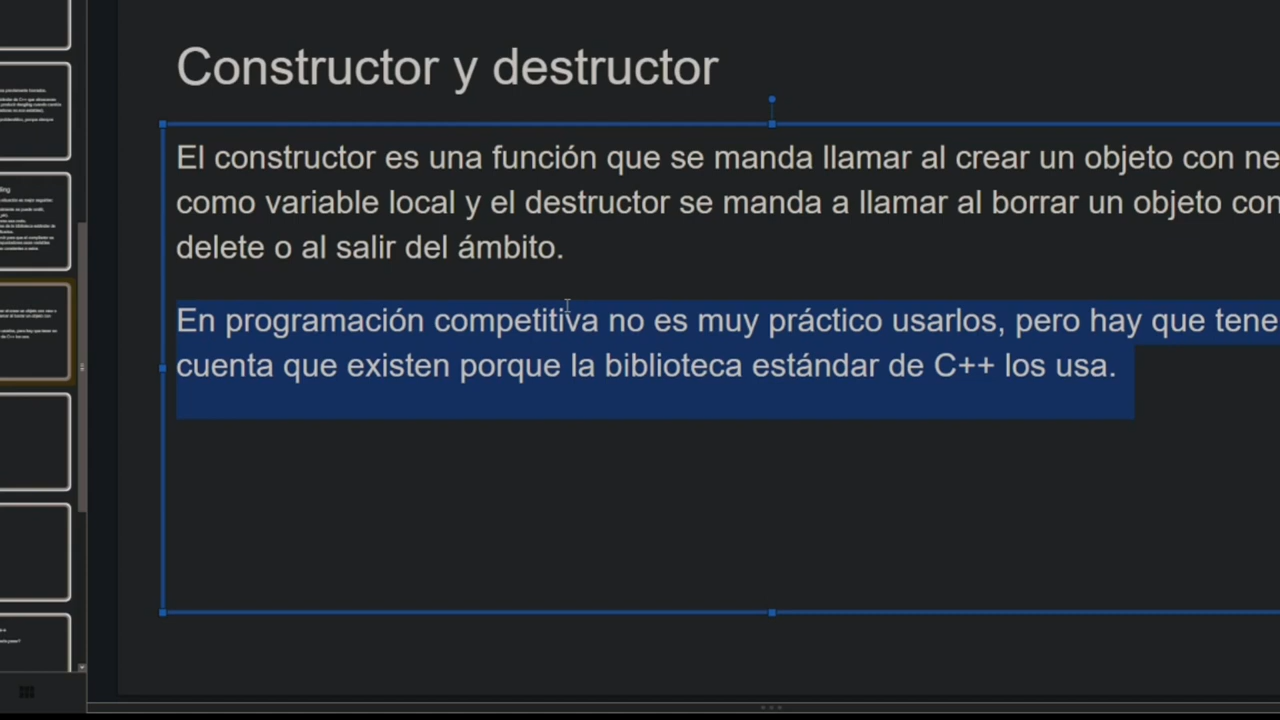 Constructor y destructor
El constructor es una función que se manda llamar al crear un objeto con ne
como variable local y el destructor se manda a llamar al borrar un objeto con
delete o al salir del ámbito.
En programación competitiva no es muy práctico usarlos, pero hay que tene
cuenta que existen porque la biblioteca estándar de C++ los usa.